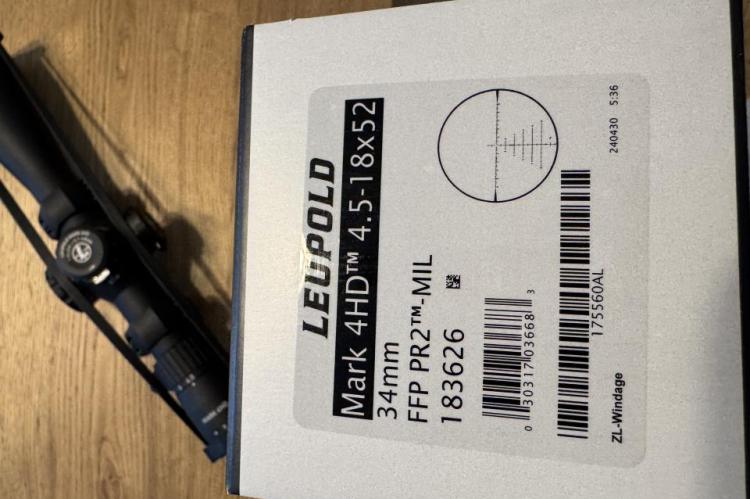 LEUPOLD
Mark 4HD™ 4.5-18x52
34mm
FFP PR2™-MIL
183626
0 30317 03668 3
175560AL
ZL-Windage
240430 5:36